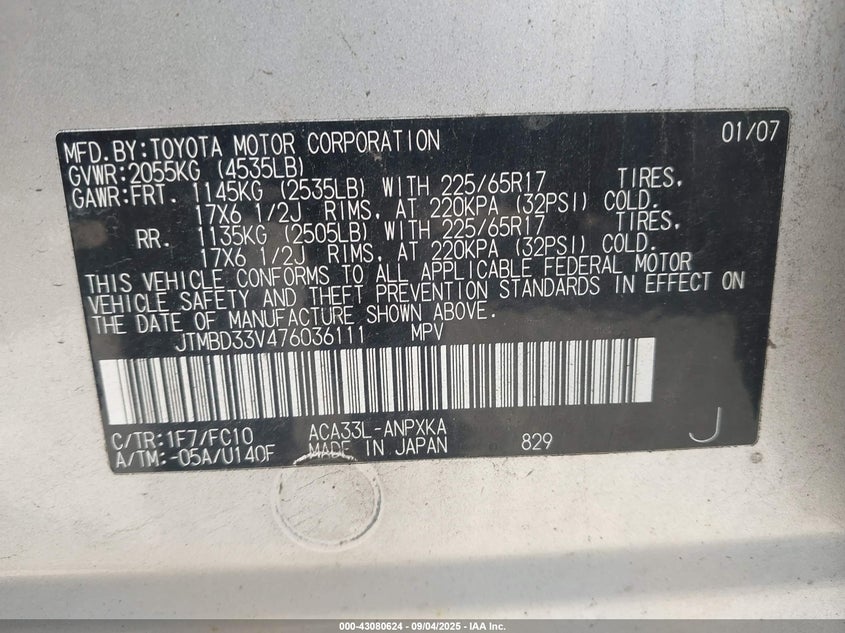 MFD.BY:TOYOTA MOTOR CORPORATION 01/07
GVWR:2055KG (4535LB)
GAWR:FRT. 1145KG (2535LB) WITH 225/65R17 TIRES,
17X6 1/2J RIMS, AT 220KPA (32PSI) COLD.
RR. 1135KG (2505LB) WITH 225/65R17 TIRES,
17X6 1/2J RIMS, AT 220KPA (32PSI) COLD.
THIS VEHICLE CONFORMS TO ALL APPLICABLE FEDERAL MOTOR
VEHICLE SAFETY AND THEFT PREVENTION STANDARDS IN EFFECT ON
THE DATE OF MANUFACTURE SHOWN ABOVE.
JTMBD33V476036111 MPV
C/TR:1F7/FC10 ACA33L-ANPXKA
A/TM:-05A/U140F MADE IN JAPAN 829 J
000-43080624 - 09/04/2025 - IAA Inc.